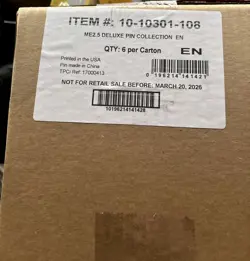 ITEM #: 10-10301-108
ME2.5 DELUXE PIN COLLECTION EN
QTY: 6 per Carton
EN
Printed in the USA
Pin made in China
TPCi Ref: 17000413
0 196214 141421
NOT FOR RETAIL SALE BEFORE: MARCH 20, 2026
10196214141428